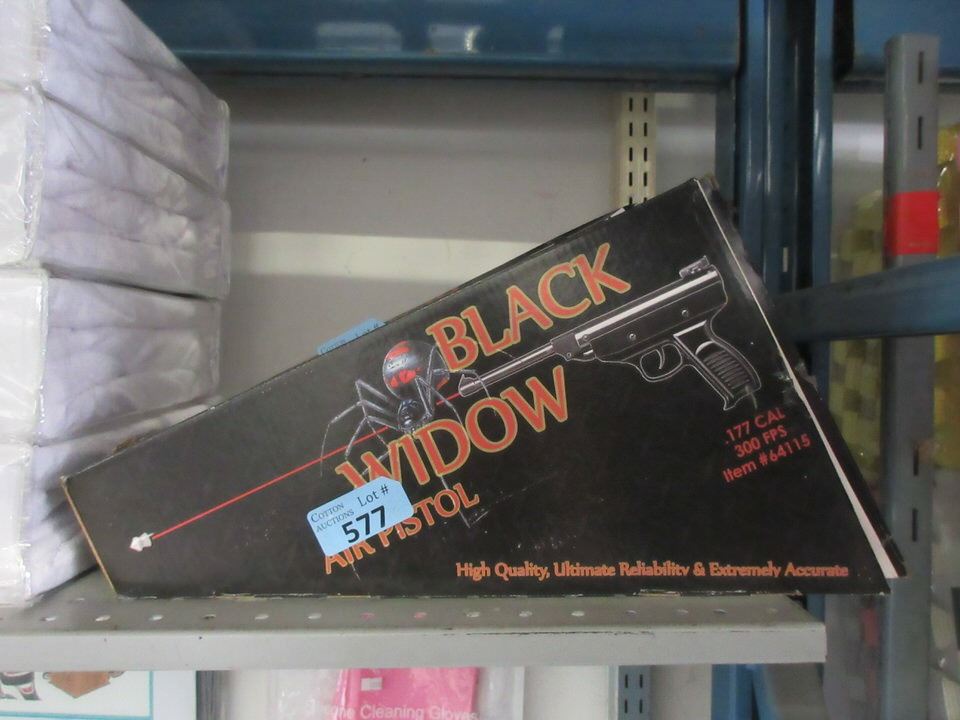 BLACK
WIDOW
AIR PISTOL
COTTON
AUCTIONS
Lot #
577
.177 CAL
300 FPS
Item #64115
High Quality, Ultimate Reliability & Extremely Accurate
Cleaning Gloves